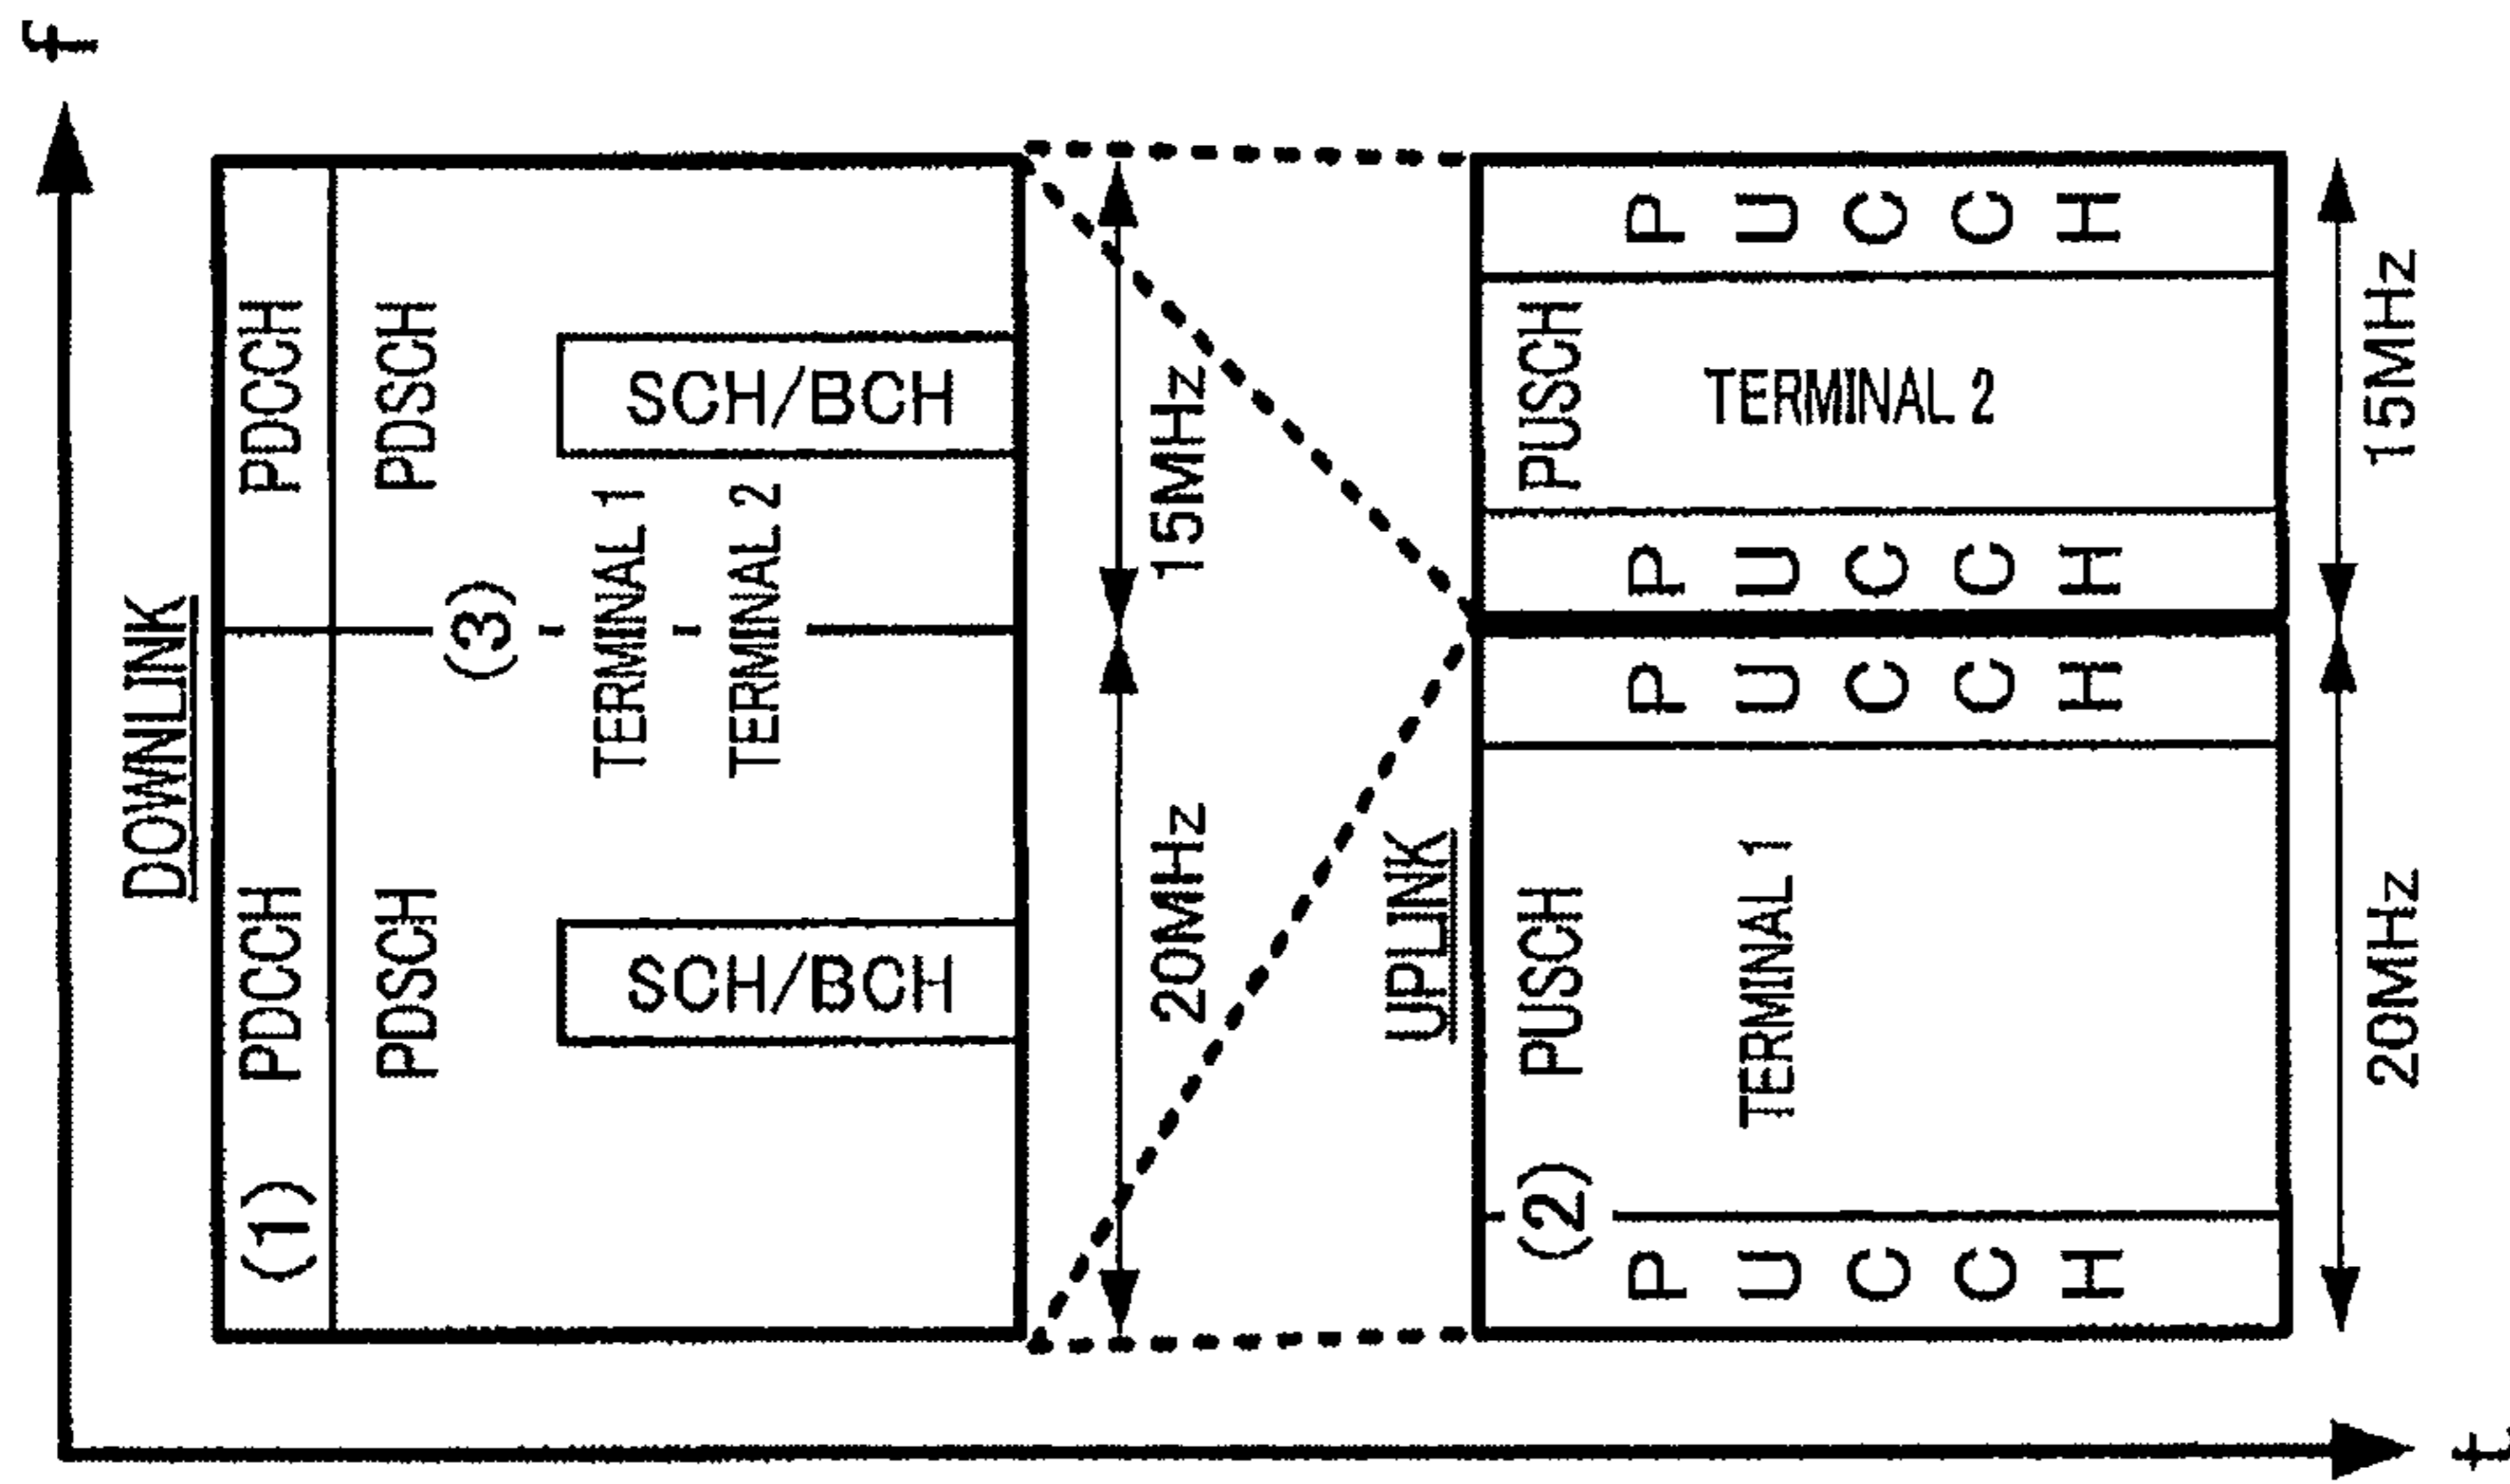 f
DOWNLINK
(1) PDCCH
PDCCH
PDSCH
PDSCH
(3)
TERMINAL 1
TERMINAL 2
SCH/BCH
SCH/BCH
20MHz
15MHz
UPLINK
(2) PUSCH
PUSCH
TERMINAL 1
TERMINAL 2
PUCCH
PUCCH
PUCCH
PUCCH
20MHz
15MHz
t